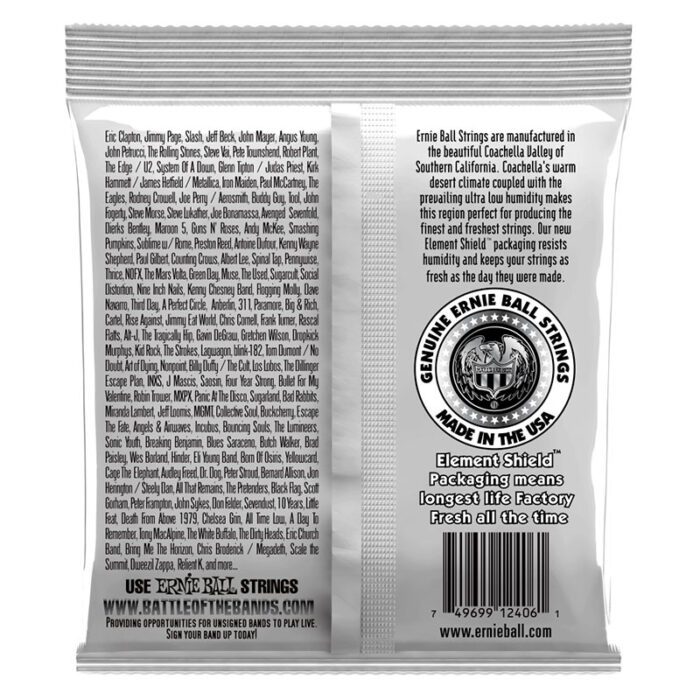 Eric Clapton, Jimmy Page, Slash, Jeff Beck, John Mayer, Angus Young,
John Petrucci, The Rolling Stones, Steve Vai, Pete Townshend, Robert Plant,
The Edge / U2, System Of A Down, Glenn Tipton / Judas Priest, Kirk
Hammett / James Hetfield / Metallica, Iron Maiden, Paul McCartney, The
Eagles, Rodney Crowell, Joe Perry / Aerosmith, Buddy Guy, Tool, John
Fogerty, Steve Morse, Steve Lukather, Joe Bonamassa, Avenged Sevenfold,
Dierks Bentley, Maroon 5, Guns N' Roses, Andy McKee, Smashing
Pumpkins, Sublime w / Rome, Preston Reed, Antoine Dufour, Kenny Wayne
Shepherd, Paul Gilbert, Counting Crows, Albert Lee, Spinal Tap, Pennywise,
Thrice, NOFX, The Mars Volta, Green Day, Muse, The Used, Sugarcult, Social
Distortion, Nine Inch Nails, Kenny Chesney Band, Flogging Molly, Dave
Navarro, Third Day, A Perfect Circle, Anberlin, 311, Paramore, Big & Rich,
Cartel, Rise Against, Jimmy Eat World, Chris Cornell, Frank Turner, Rascal
Flatts, Alt-J, The Tragically Hip, Gavin DeGraw, Gretchen Wilson, Dropkick
Murphys, Kid Rock, The Strokes, Lagwagon, blink-182, Tom Dumont / No
Doubt, Art of Dying, Nonpoint, Billy Duffy / The Cult, Los Lobos, The Dillinger
Escape Plan, INXS, J Mascis, Saosin, Four Year Strong, Bullet For My
Valentine, Robin Trower, MXPX, Panic At The Disco, Sugarland, Bad Rabbits,
Miranda Lambert, Jeff Loomis, MGMT, Collective Soul, Buckcherry, Escape
The Fate, Angels & Airwaves, Incubus, Bouncing Souls, The Lumineers,
Sonic Youth, Breaking Benjamin, Blues Saraceno, Butch Walker, Brad
Paisley, Wes Borland, Hinder, Eli Young Band, Born Of Osiris, Yellowcard,
Cage The Elephant, Audley Freed, Dr. Dog, Peter Stroud, Bernard Allison, Jon
Herington / Steely Dan, All That Remains, The Pretenders, Black Flag, Scott
Gorham, Peter Frampton, John Sykes, Don Felder, Sevendust, 10 Years, Little
Feat, Death From Above 1979, Chelsea Grin, All Time Low, A Day To
Remember, Tony MacAlpine, The White Buffalo, The Dirty Heads, Eric Church
Band, Bring Me The Horizon, Chris Broderick / Megadeth, Scale the
Summit, Dweezil Zappa, Relient K, and more...
USE ERNIE BALL STRINGS
WWW.BATTLEOFTHEBANDS.COM
PROVIDING OPPORTUNITIES FOR UNSIGNED BANDS TO PLAY LIVE.
SIGN YOUR BAND UP TODAY!
Ernie Ball Strings are manufactured in
the beautiful Coachella Valley of
Southern California. Coachella's warm
desert climate coupled with the
prevailing ultra low humidity makes
this region perfect for producing the
finest and freshest strings. Our new
Element Shield™ packaging resists
humidity and keeps your strings as
fresh as the day they were made.
GENUINE ERNIE BALL STRINGS
MADE IN THE USA
Element Shield™
Packaging means
longest life Factory
Fresh all the time
7 49699 12406 1
www.ernieball.com